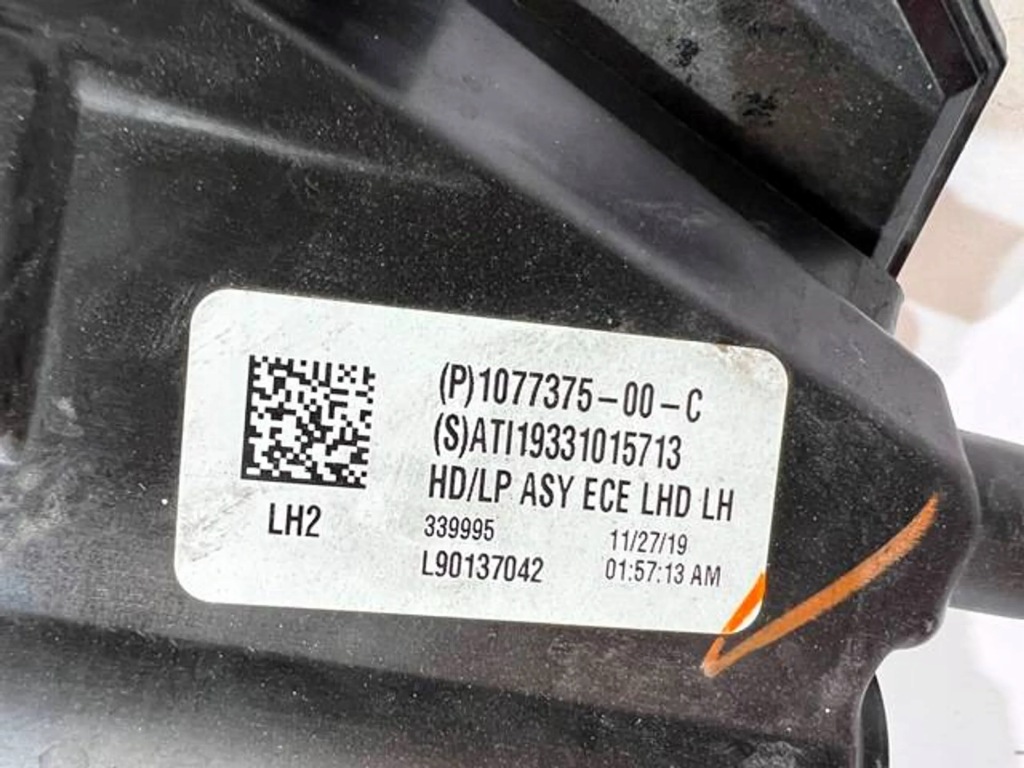 (P)1077375-00-C
(S)ATI19331015713
HD/LP ASY ECE LHD LH
LH2
339995
11/27/19
L90137042
01:57:13 AM